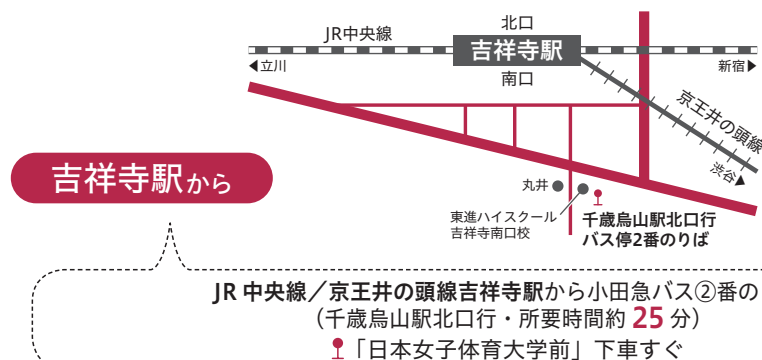 北口
JR中央線
吉祥寺駅
◀立川
新宿▶
南口
京王井の頭線
渋谷▶
吉祥寺駅から
丸井
東進ハイスクール
吉祥寺南口校
千歳烏山駅北口行
バス停2番のりば
JR 中央線／京王井の頭線吉祥寺駅から小田急バス②番の
（千歳烏山駅北口行・所要時間約 25 分）
「日本女子体育大学前」下車すぐ